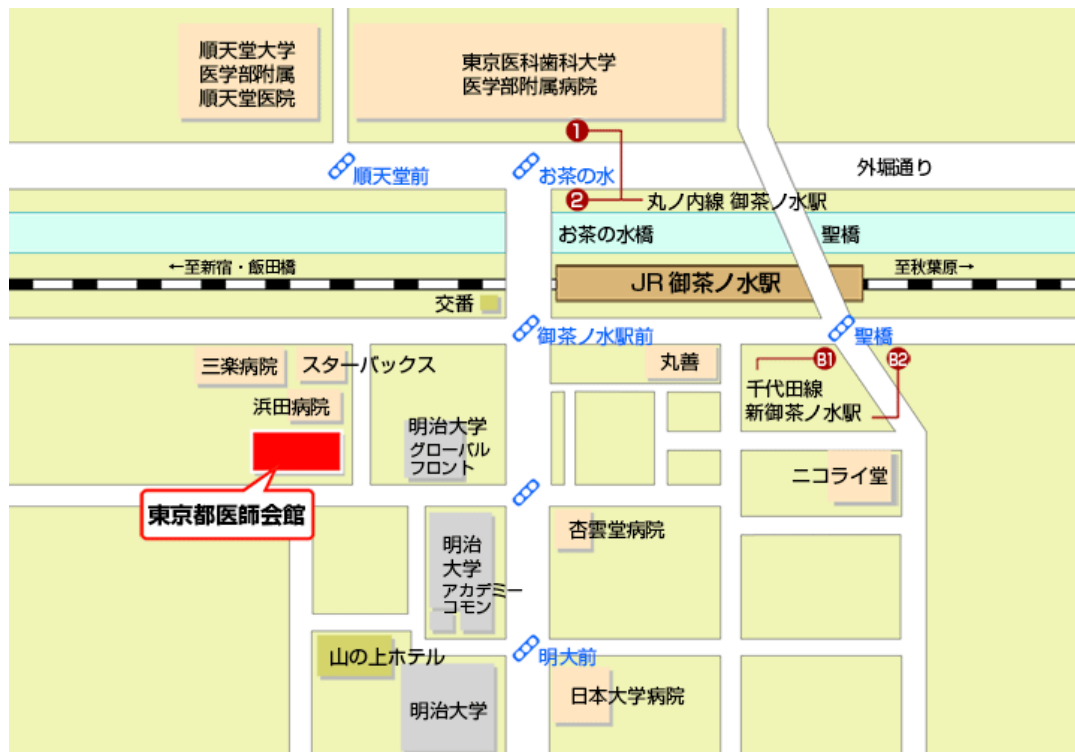 順天堂大学
医学部附属
順天堂医院
東京医科歯科大学
医学部附属病院
1
順天堂前
お茶の水
外堀通り
2
丸ノ内線 御茶ノ水駅
お茶の水橋
聖橋
←至新宿・飯田橋
JR 御茶ノ水駅
至秋葉原→
交番
御茶ノ水駅前
聖橋
三楽病院
スターバックス
丸善
B1
B2
千代田線
新御茶ノ水駅
浜田病院
明治大学
グローバル
フロント
ニコライ堂
東京都医師会館
杏雲堂病院
明治
大学
アカデミー
コモン
山の上ホテル
明大前
明治大学
日本大学病院